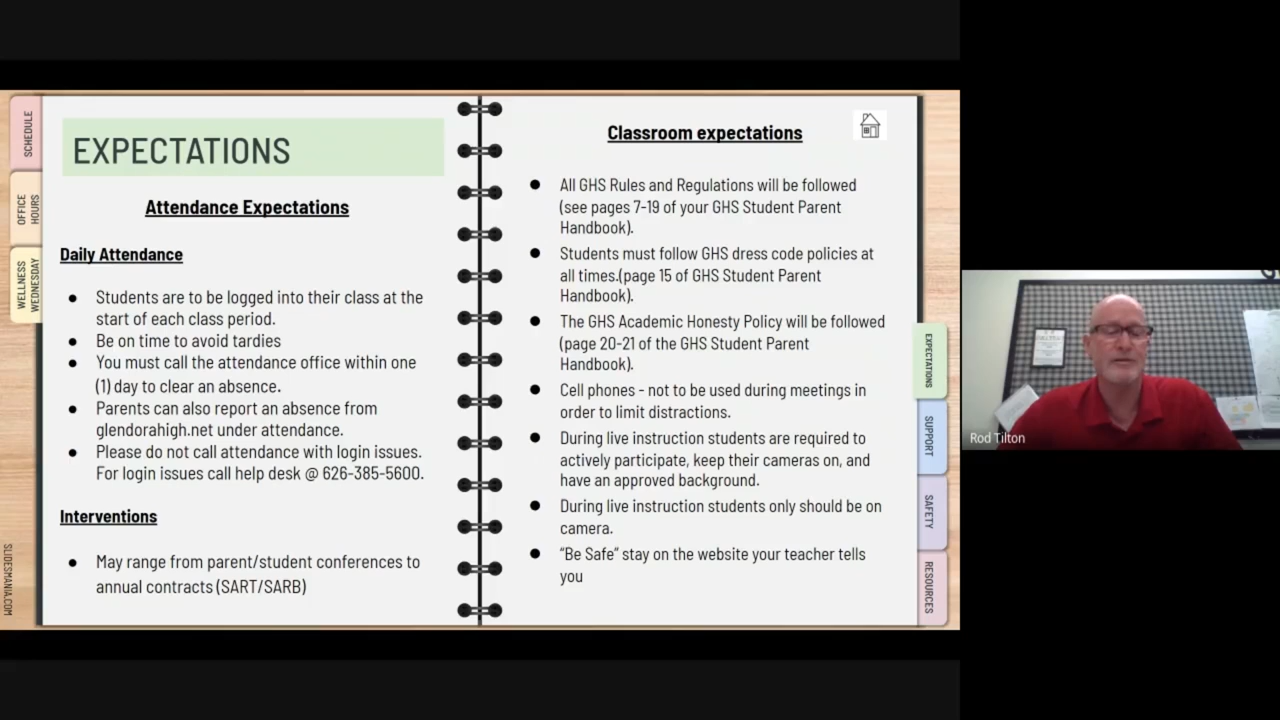 SCHEDULE
OFFICE
HOURS
WELLNESS
WEDNESDAY
EXPECTATIONS
Attendance Expectations
Daily Attendance
● Students are to be logged into their class at the
start of each class period.
● Be on time to avoid tardies
● You must call the attendance office within one
(1) day to clear an absence.
● Parents can also report an absence from
glendorahigh.net under attendance.
● Please do not call attendance with login issues.
For login issues call help desk @ 626-385-5600.
Interventions
● May range from parent/student conferences to
annual contracts (SART/SARB)
SLIDESMANIA.COM
Classroom expectations
● All GHS Rules and Regulations will be followed
(see pages 7-19 of your GHS Student Parent
Handbook).
● Students must follow GHS dress code policies at
all times.(page 15 of GHS Student Parent
Handbook).
● The GHS Academic Honesty Policy will be followed
(page 20-21 of the GHS Student Parent
Handbook).
● Cell phones - not to be used during meetings in
order to limit distractions.
● During live instruction students are required to
actively participate, keep their cameras on, and
have an approved background.
● During live instruction students only should be on
camera.
● “Be Safe” stay on the website your teacher tells
you
EXPECTATIONS
SUPPORT
SAFETY
RESOURCES
Rod Tilton